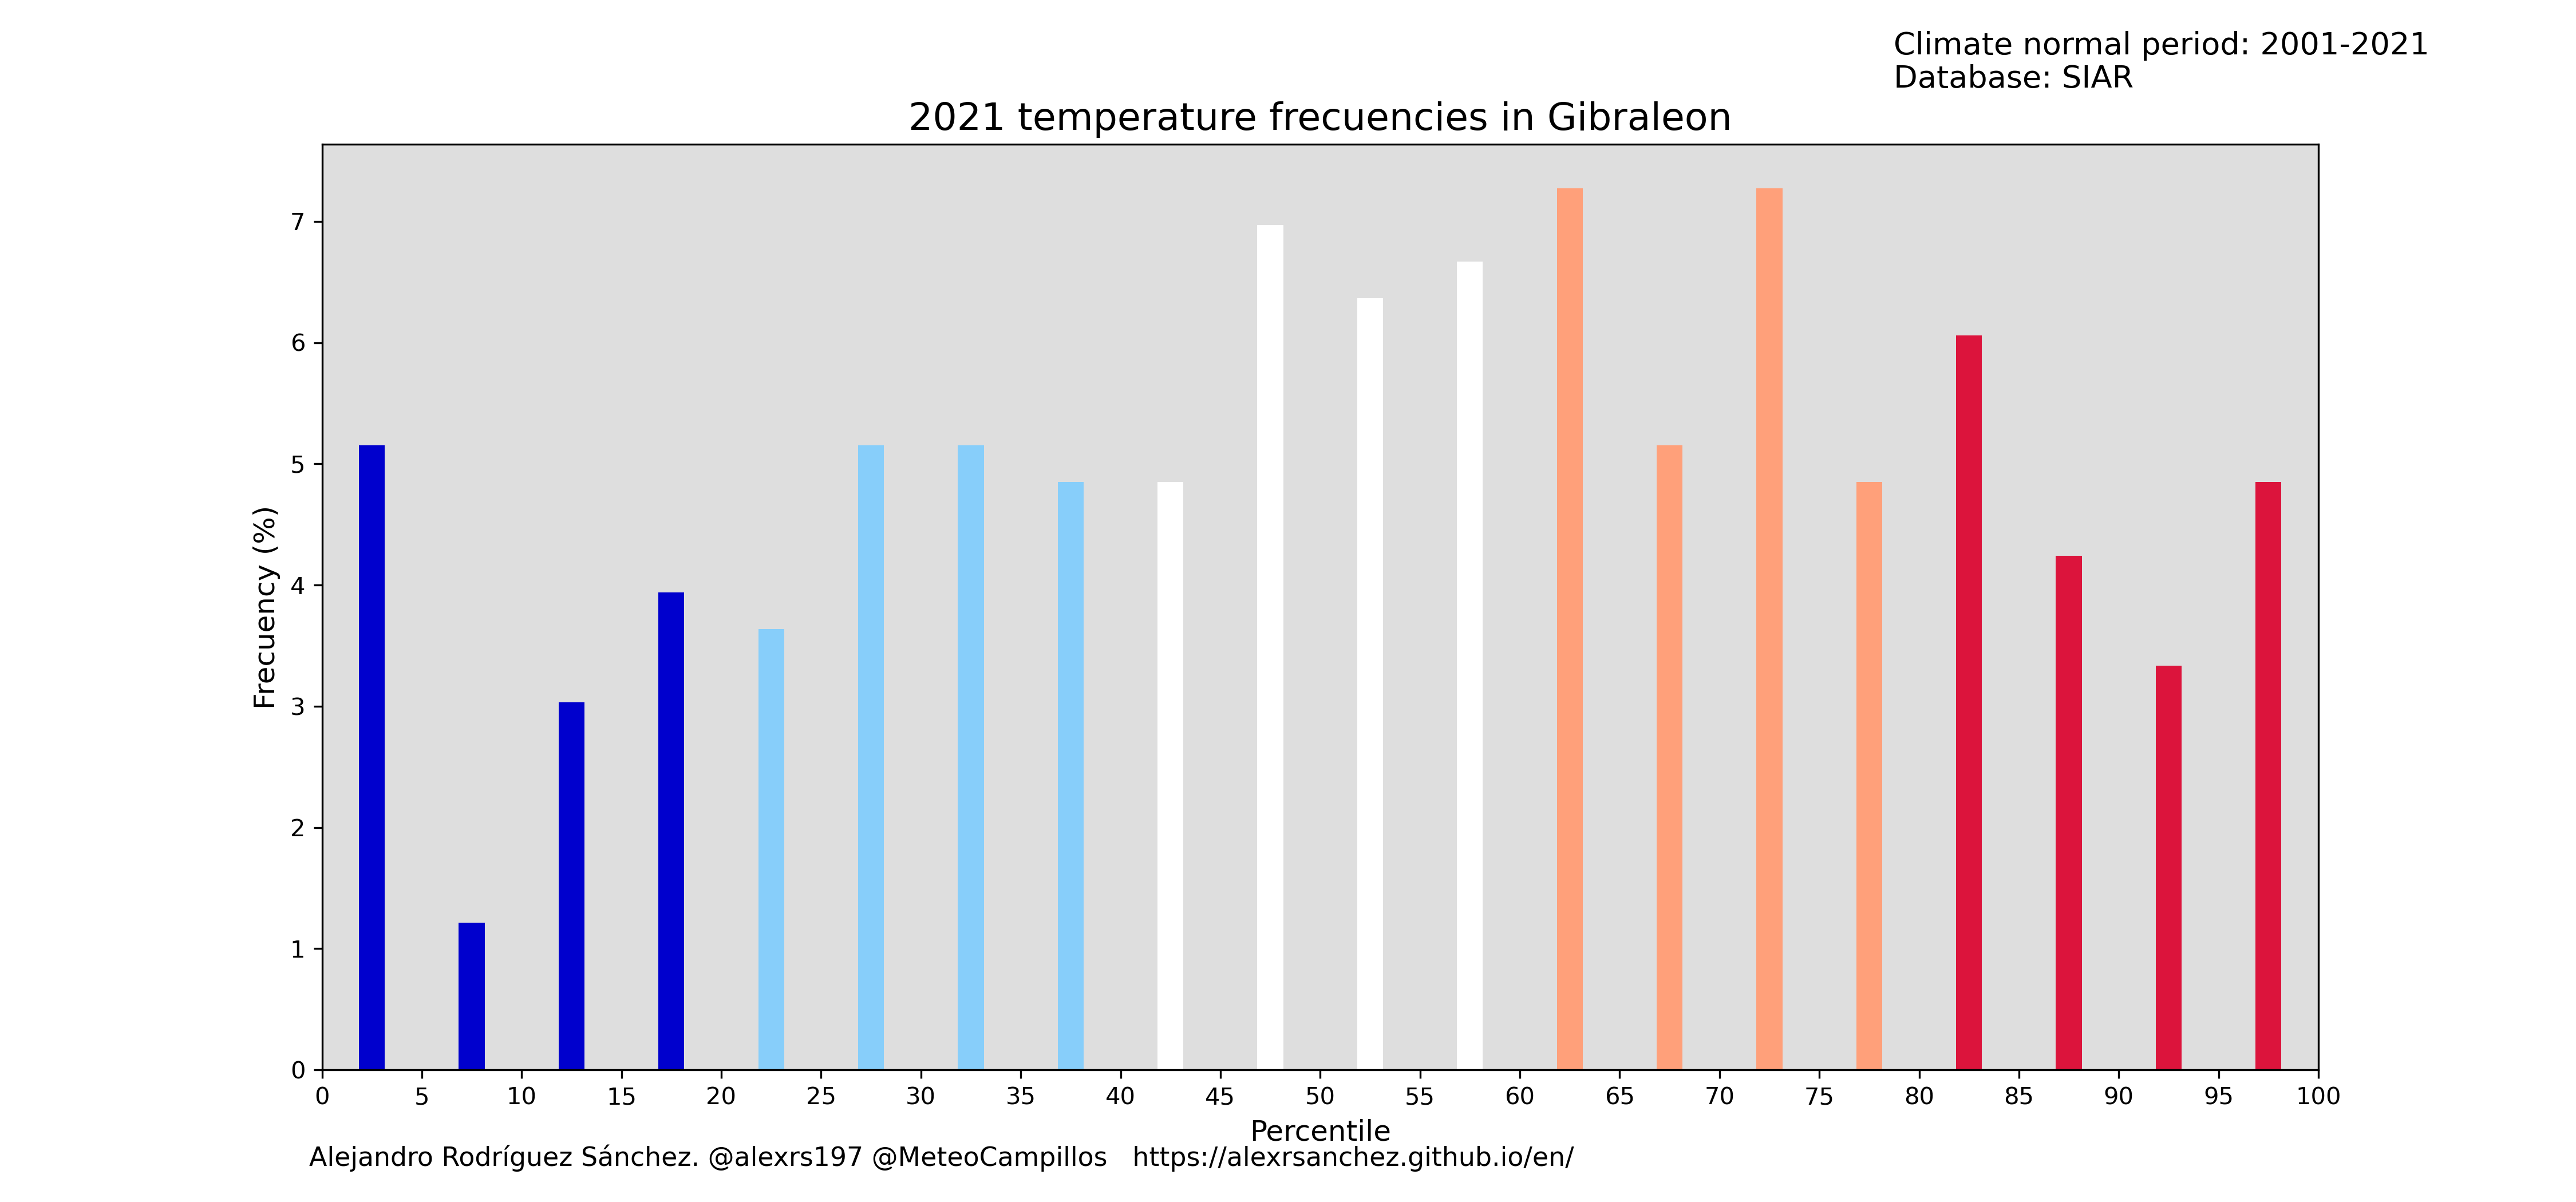 Climate normal period: 2001-2021
Database: SIAR
2021 temperature frecuencies in Gibraleon
Frecuency (%)
7
6
5
4
3
2
1
0
0 5 10 15 20 25 30 35 40 45 50 55 60 65 70 75 80 85 90 95 100
Percentile
Alejandro Rodríguez Sánchez. @alexrs197 @MeteoCampillos https://alexrsanchez.github.io/en/